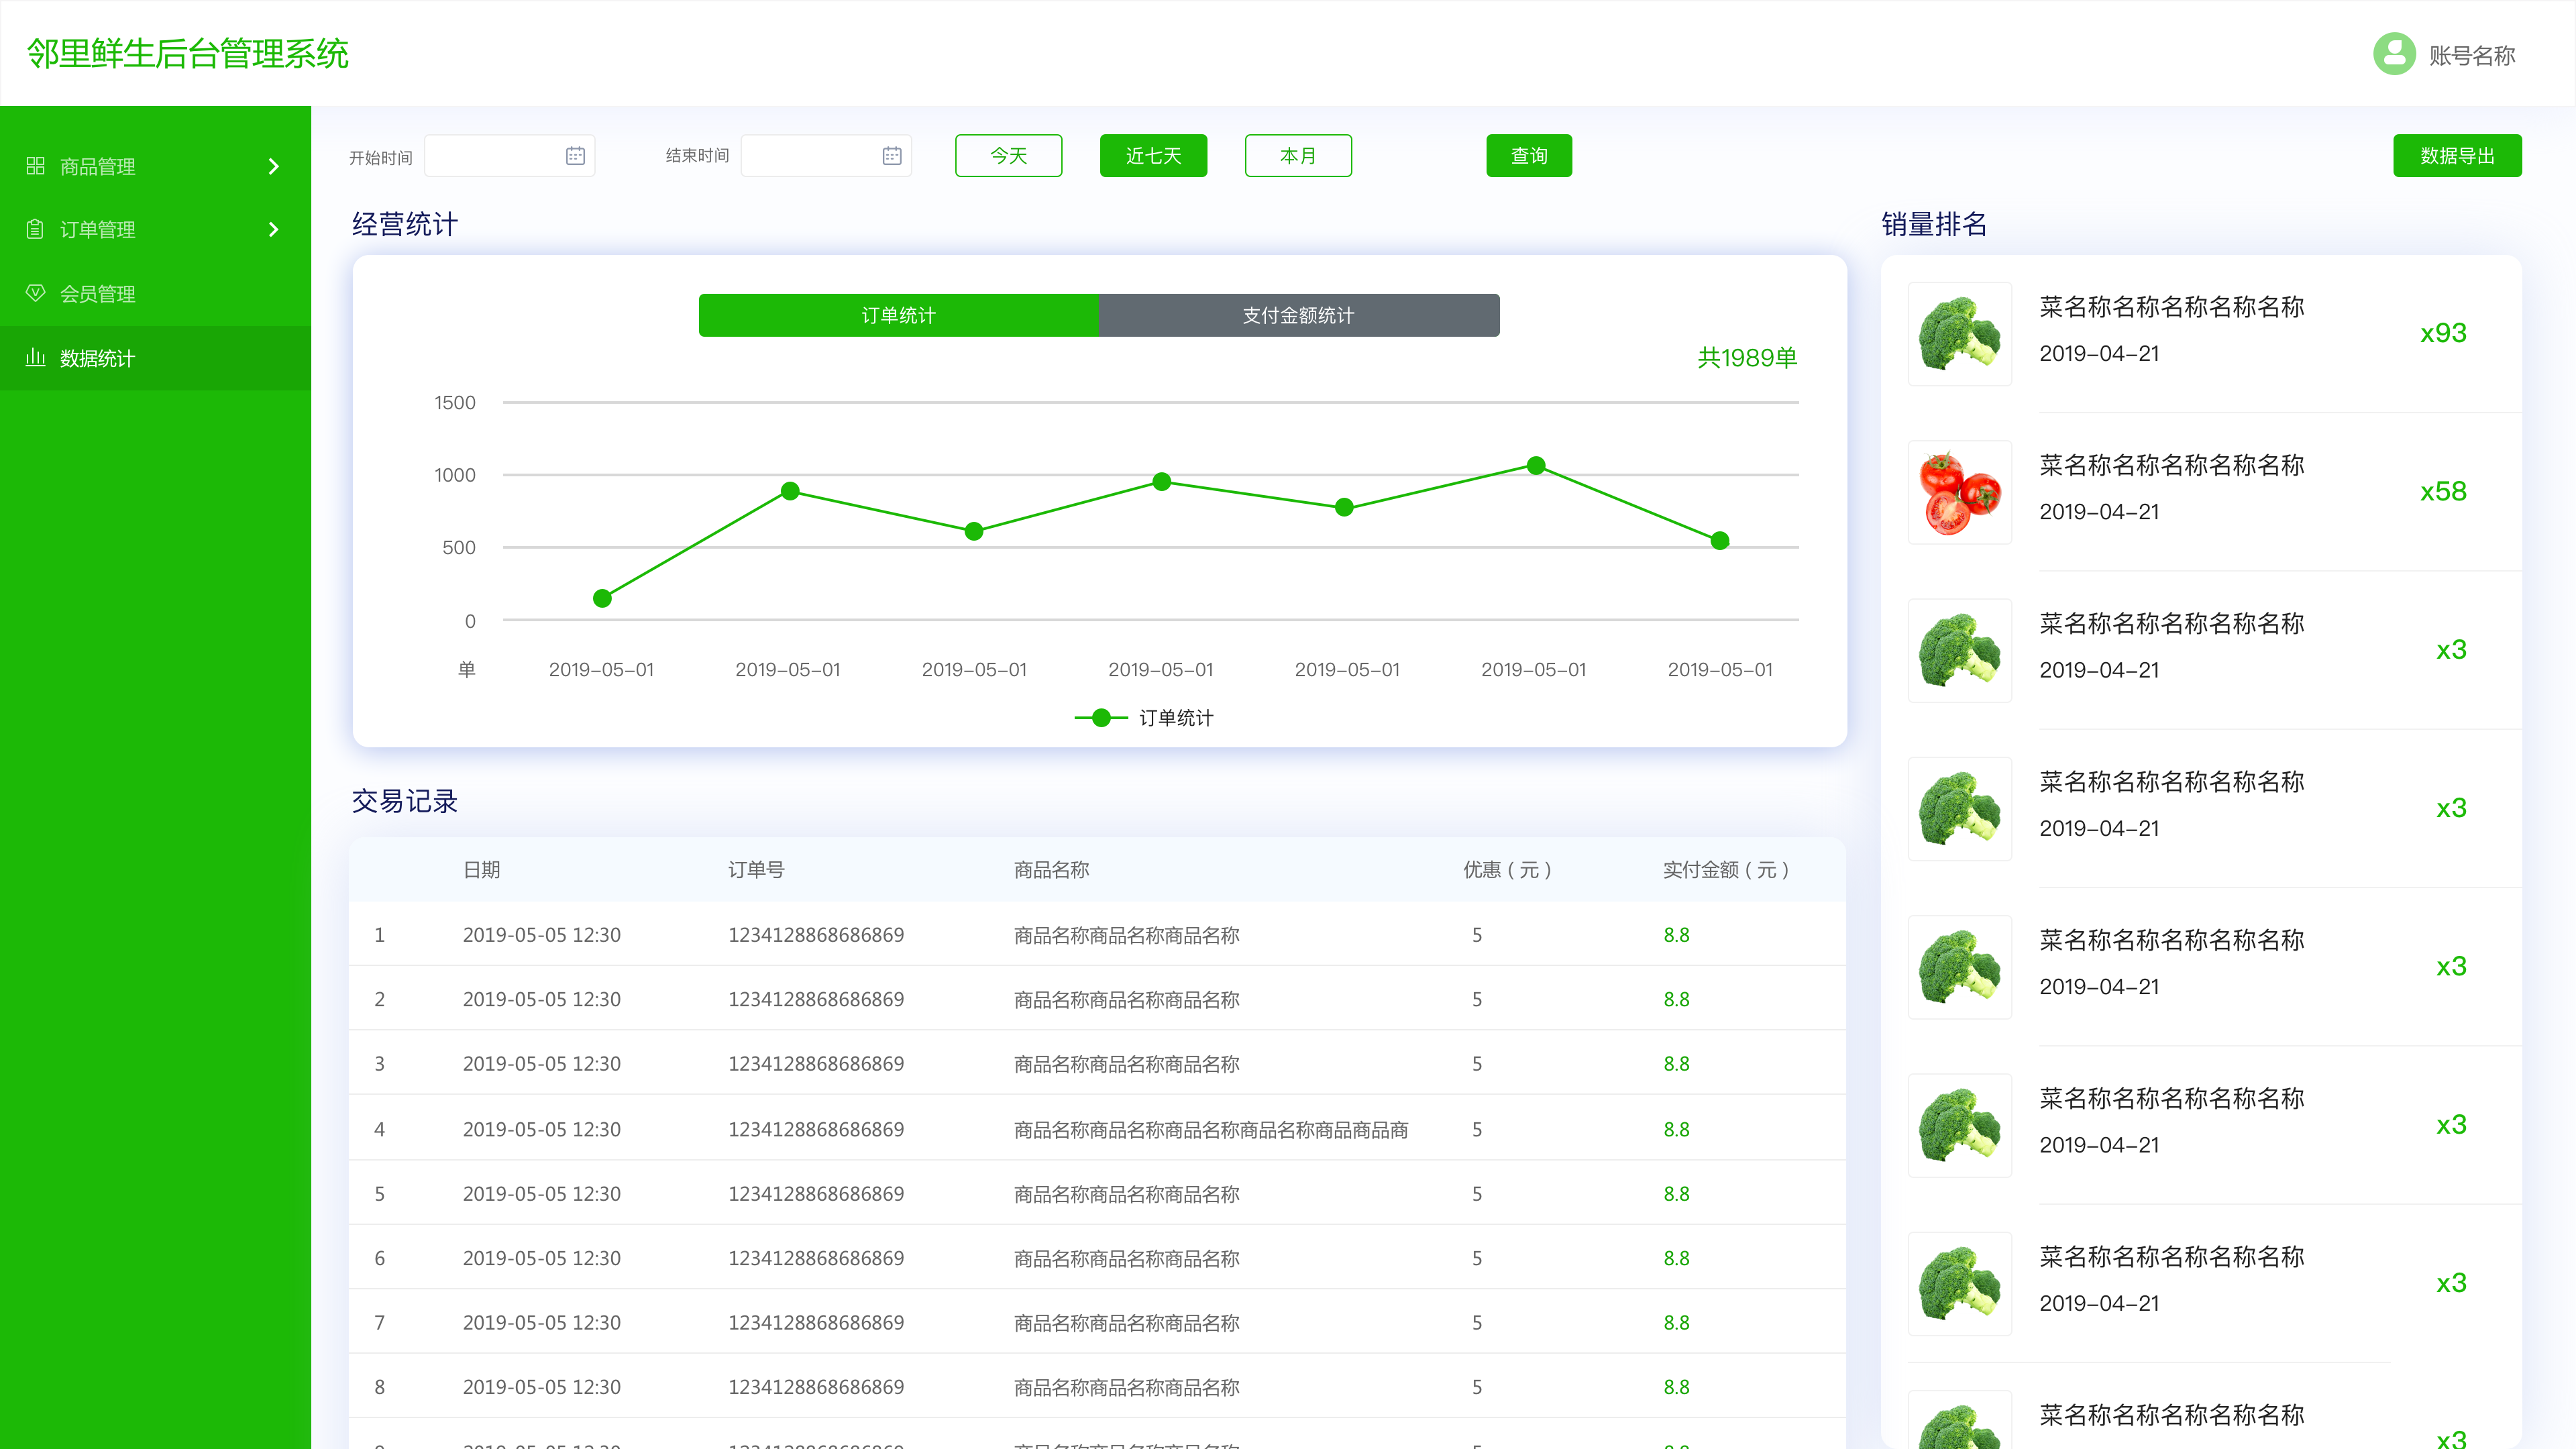 邻里鲜生后台管理系统
账号名称
商品管理
订单管理
会员管理
数据统计
开始时间
结束时间
今天
近七天
本月
查询
数据导出
经营统计
订单统计 支付金额统计
共1989单
1500
1000
500
0
单 2019-05-01 2019-05-01 2019-05-01 2019-05-01 2019-05-01 2019-05-01 2019-05-01
订单统计
交易记录
日期 订单号 商品名称 优惠（元） 实付金额（元）
1 2019-05-05 12:30 1234128868686869 商品名称商品名称商品名称 5 8.8
2 2019-05-05 12:30 1234128868686869 商品名称商品名称商品名称 5 8.8
3 2019-05-05 12:30 1234128868686869 商品名称商品名称商品名称 5 8.8
4 2019-05-05 12:30 1234128868686869 商品名称商品名称商品名称商品名称商品商品商 5 8.8
5 2019-05-05 12:30 1234128868686869 商品名称商品名称商品名称 5 8.8
6 2019-05-05 12:30 1234128868686869 商品名称商品名称商品名称 5 8.8
7 2019-05-05 12:30 1234128868686869 商品名称商品名称商品名称 5 8.8
8 2019-05-05 12:30 1234128868686869 商品名称商品名称商品名称 5 8.8
销量排名
菜名称名称名称名称名称
2019-04-21
x93
菜名称名称名称名称名称
2019-04-21
x58
菜名称名称名称名称名称
2019-04-21
x3
菜名称名称名称名称名称
2019-04-21
x3
菜名称名称名称名称名称
2019-04-21
x3
菜名称名称名称名称名称
2019-04-21
x3
菜名称名称名称名称名称
2019-04-21
x3
菜名称名称名称名称名称
x3